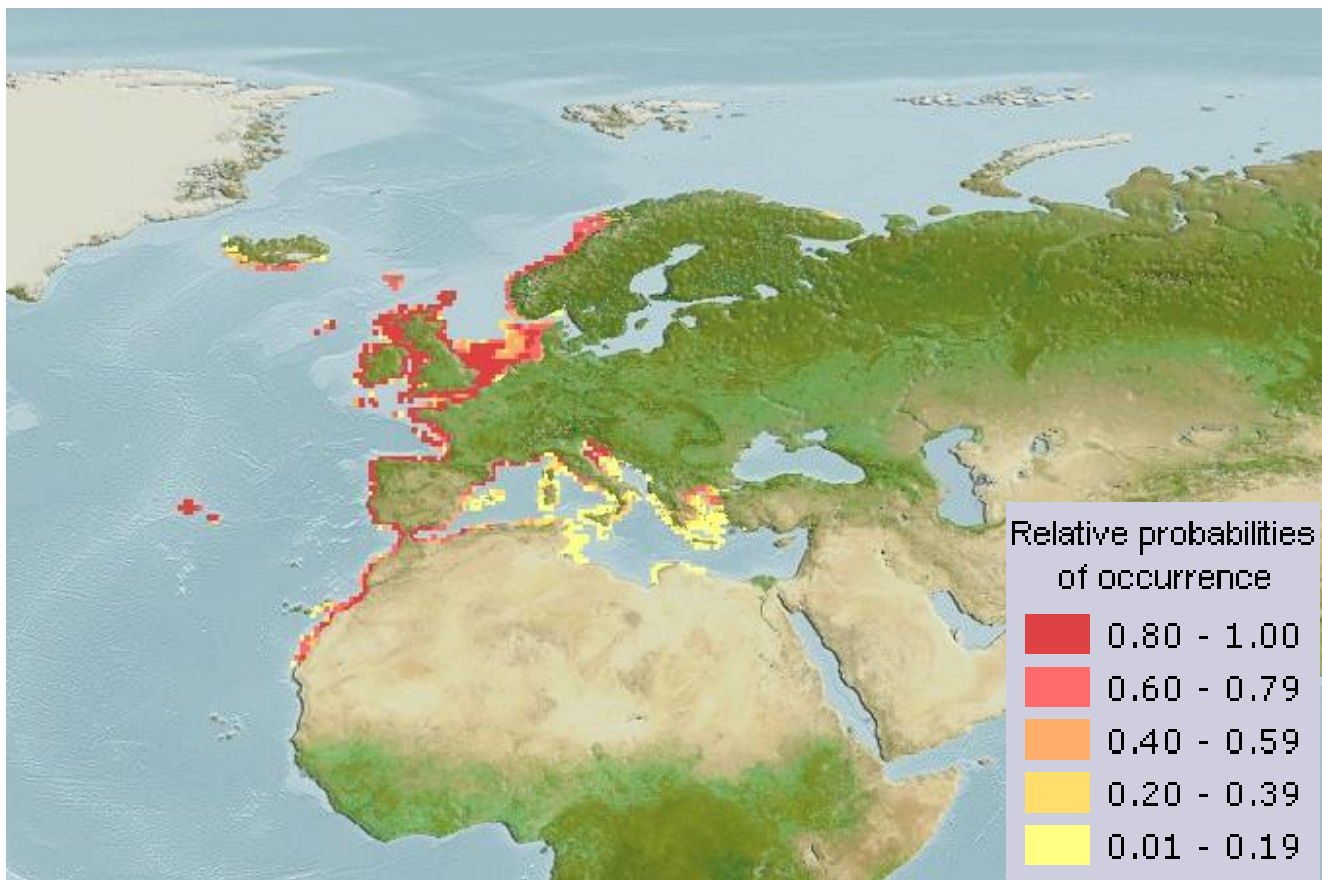 Relative probabilities
of occurrence
0.80 - 1.00
0.60 - 0.79
0.40 - 0.59
0.20 - 0.39
0.01 - 0.19